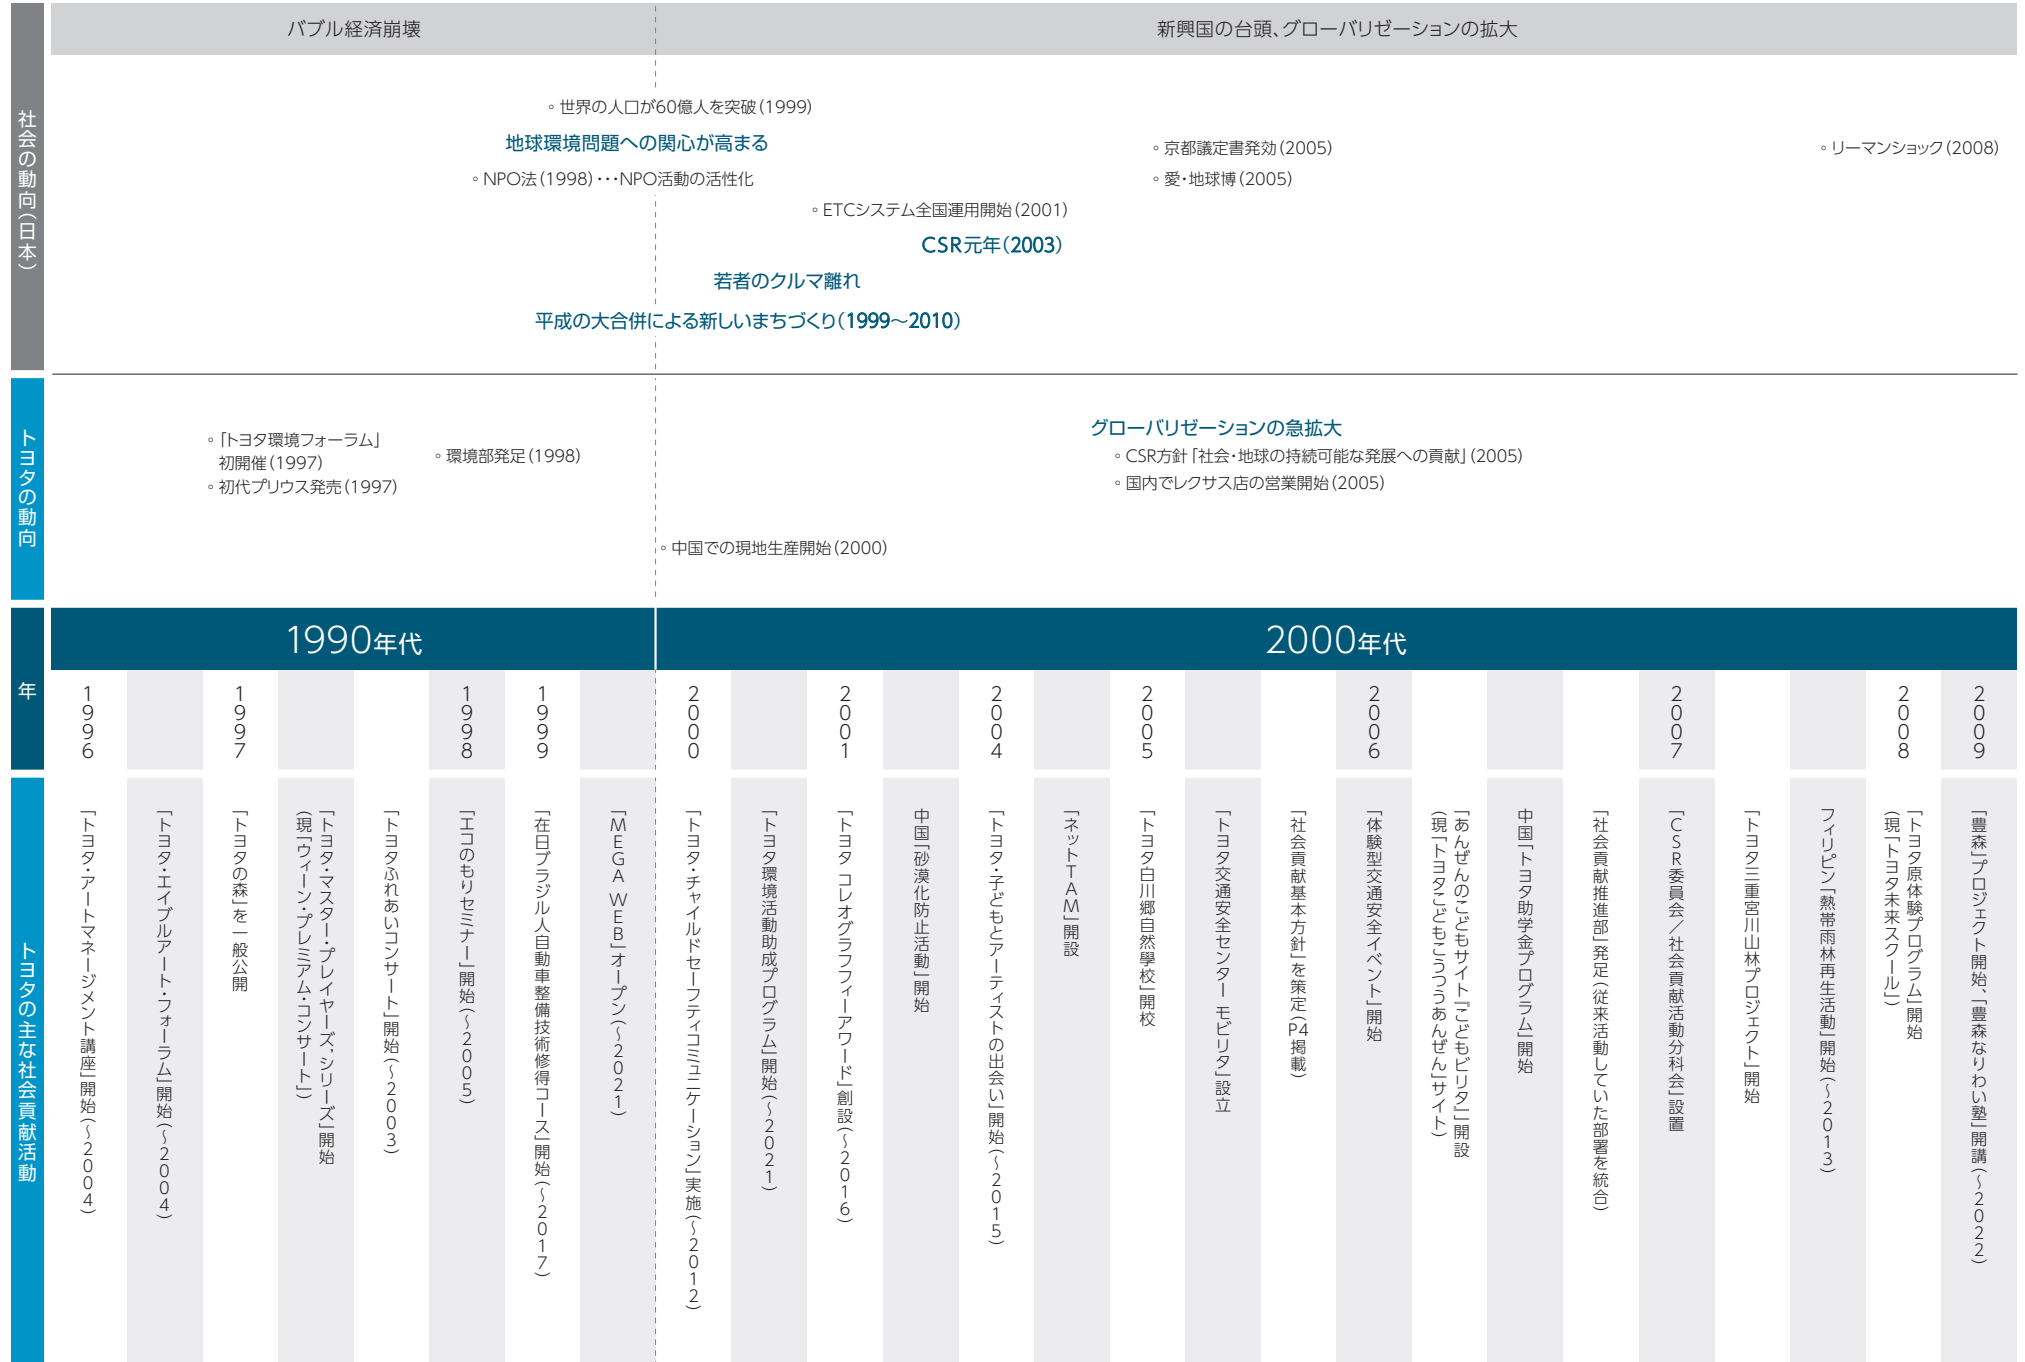 社会の動向(日本)
バブル経済崩壊
新興国の台頭、グローバリゼーションの拡大
◦世界の人口が60億人を突破(1999)
地球環境問題への関心が高まる
◦NPO法(1998)・・・NPO活動の活性化
◦京都議定書発効(2005)
◦愛・地球博(2005)
◦リーマンショック(2008)
◦ETCシステム全国運用開始(2001)
CSR元年(2003)
若者のクルマ離れ
平成の大合併による新しいまちづくり(1999〜2010)
トヨタの動向
◦「トヨタ環境フォーラム」
初開催(1997)
◦初代プリウス発売(1997)
◦環境部発足(1998)
◦中国での現地生産開始(2000)
グローバリゼーションの急拡大
◦CSR方針「社会・地球の持続可能な発展への貢献」(2005)
◦国内でレクサス店の営業開始(2005)
年
1990年代
2000年代
1996
1997
1998
1999
2000
2001
2004
2005
2006
2007
2008
2009
トヨタの主な社会貢献活動
「トヨタ・アートマネージメント講座」開始(〜2004)
「トヨタ・エイブルアート・フォーラム」開始(〜2004)
「トヨタの森」を一般公開
「トヨタ・マスター・プレイヤーズ,シリーズ」開始
(現「ウィーン・プレミアム・コンサート」)
「トヨタふれあいコンサート」開始(〜2003)
「エコのもりセミナー」開始(〜2005)
「在日ブラジル人自動車整備技術修得コース」開始(〜2017)
「MEGA WEB」オープン(〜2021)
「トヨタ・チャイルドセーフティコミュニケーション」実施(〜2012)
「トヨタ環境活動助成プログラム」開始(〜2021)
「トヨタ コレオグラフフィーアワード」創設(〜2016)
中国「砂漠化防止活動」開始
「トヨタ・子どもとアーティストの出会い」開始(〜2015)
「ネットTAM」開設
「トヨタ白川郷自然學校」開校
「トヨタ交通安全センター モビリタ」設立
「社会貢献基本方針」を策定(P4掲載)
「体験型交通安全イベント」開始
「あんぜんのこどもサイト『こどもビリタ』」開設
(現「トヨタこどもこうつうあんぜん」サイト)
中国「トヨタ助学金プログラム」開始
「社会貢献推進部」発足(従来活動していた部署を統合)
「CSR委員会/社会貢献活動分科会」設置
「トヨタ三重宮川山林プロジェクト」開始
フィリピン「熱帯雨林再生活動」開始(〜2013)
「トヨタ原体験プログラム」開始
(現「トヨタ未来スクール」)
「豊森」プロジェクト開始、「豊森なりわい塾」開講(〜2022)